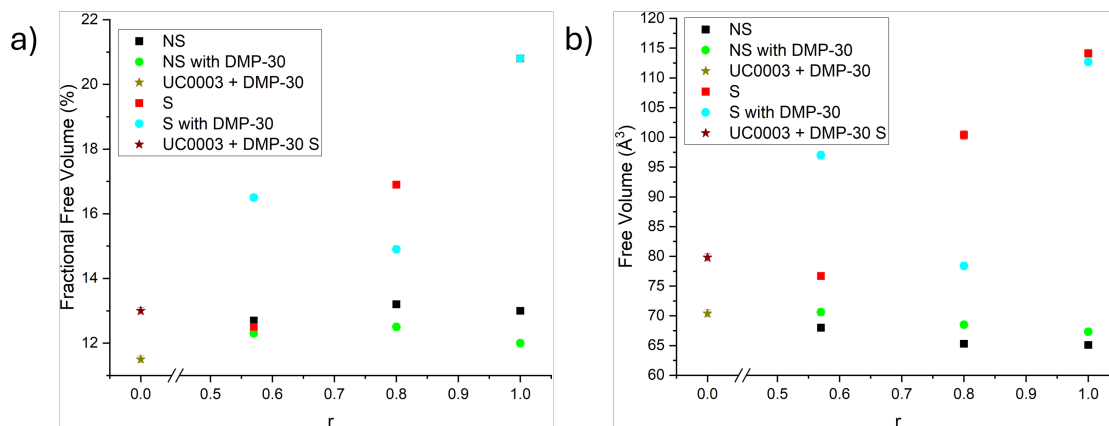 a)
Fractional Free Volume (%)
22
20
18
16
14
12
NS
NS with DMP-30
UC0003 + DMP-30
S
S with DMP-30
UC0003 + DMP-30 S
0.0 0.5 0.6 0.7 0.8 0.9 1.0
r
b)
Free Volume (Å³)
120
115
110
105
100
95
90
85
80
75
70
65
60
NS
NS with DMP-30
UC0003 + DMP-30
S
S with DMP-30
UC0003 + DMP-30 S
0.0 0.5 0.6 0.7 0.8 0.9 1.0
r